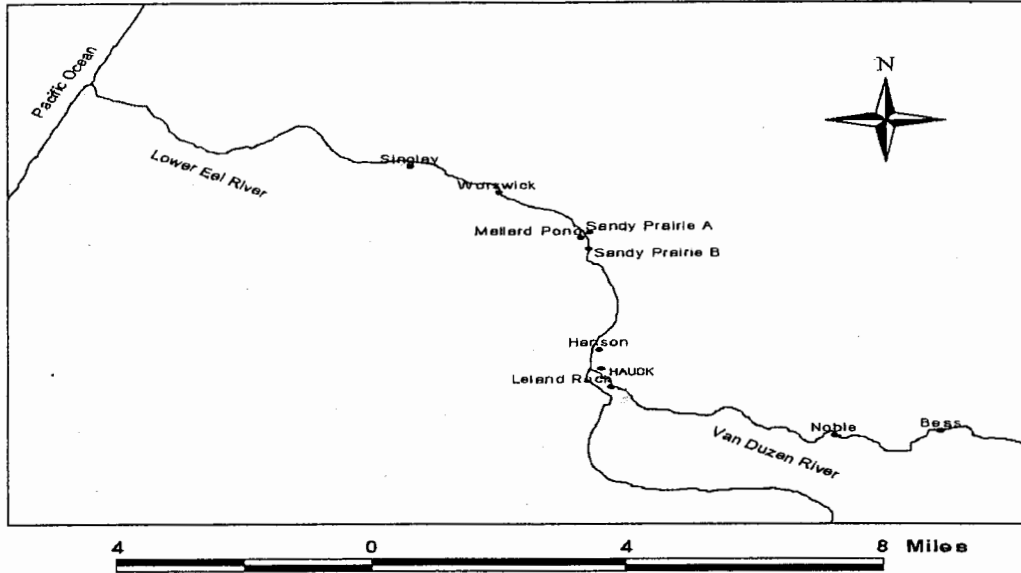 N
Pacific Ocean
Lower Eel River
Singley
Worswick
Sandy Prairie A
Mallard Pond
Sandy Prairie B
Hanson
HAUCK
Leland Rock
Noble
Bess
Van Duzen River
4 0 4 8 Miles